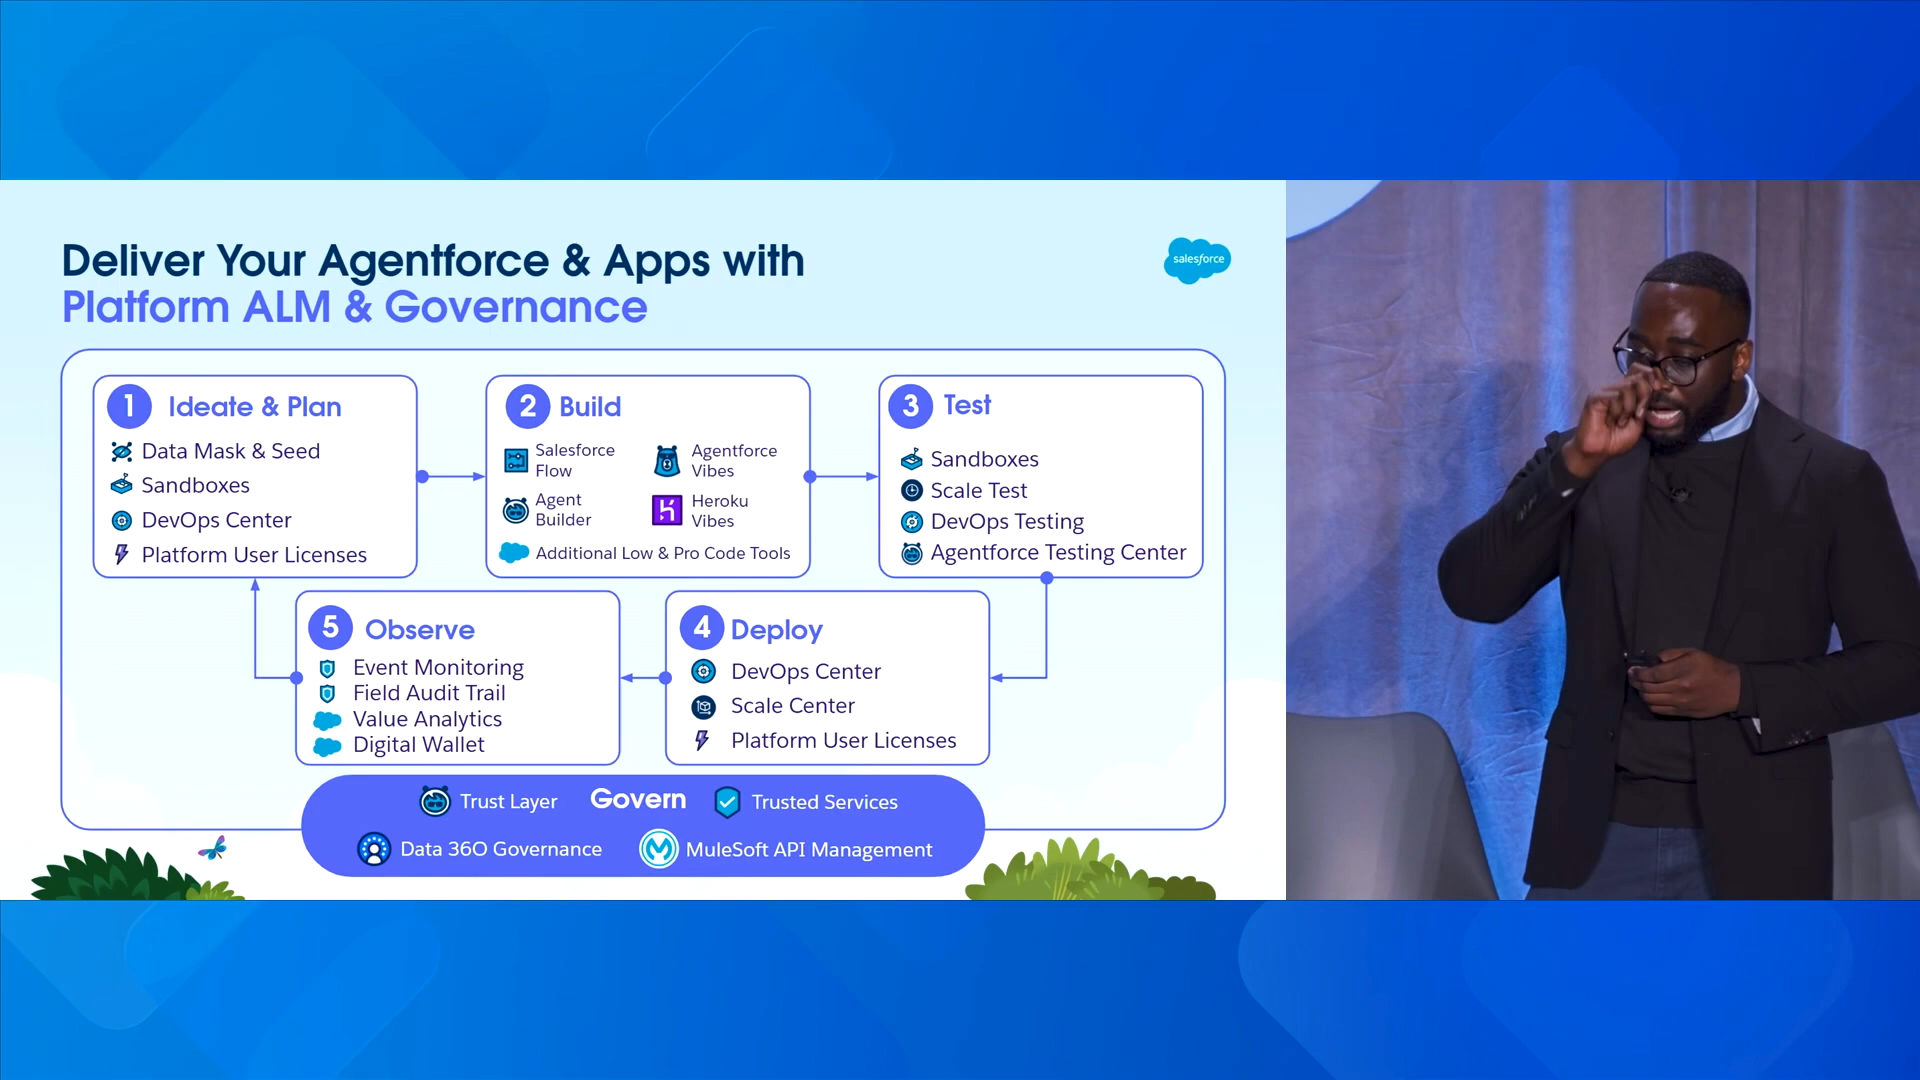 Deliver Your Agentforce & Apps with
Platform ALM & Governance
salesforce
1 Ideate & Plan
Data Mask & Seed
Sandboxes
DevOps Center
Platform User Licenses
2 Build
Salesforce
Flow
Agentforce
Vibes
Agent
Builder
Heroku
Vibes
Additional Low & Pro Code Tools
3 Test
Sandboxes
Scale Test
DevOps Testing
Agentforce Testing Center
4 Deploy
DevOps Center
Scale Center
Platform User Licenses
5 Observe
Event Monitoring
Field Audit Trail
Value Analytics
Digital Wallet
Govern
Trust Layer
Trusted Services
Data 360 Governance
MuleSoft API Management